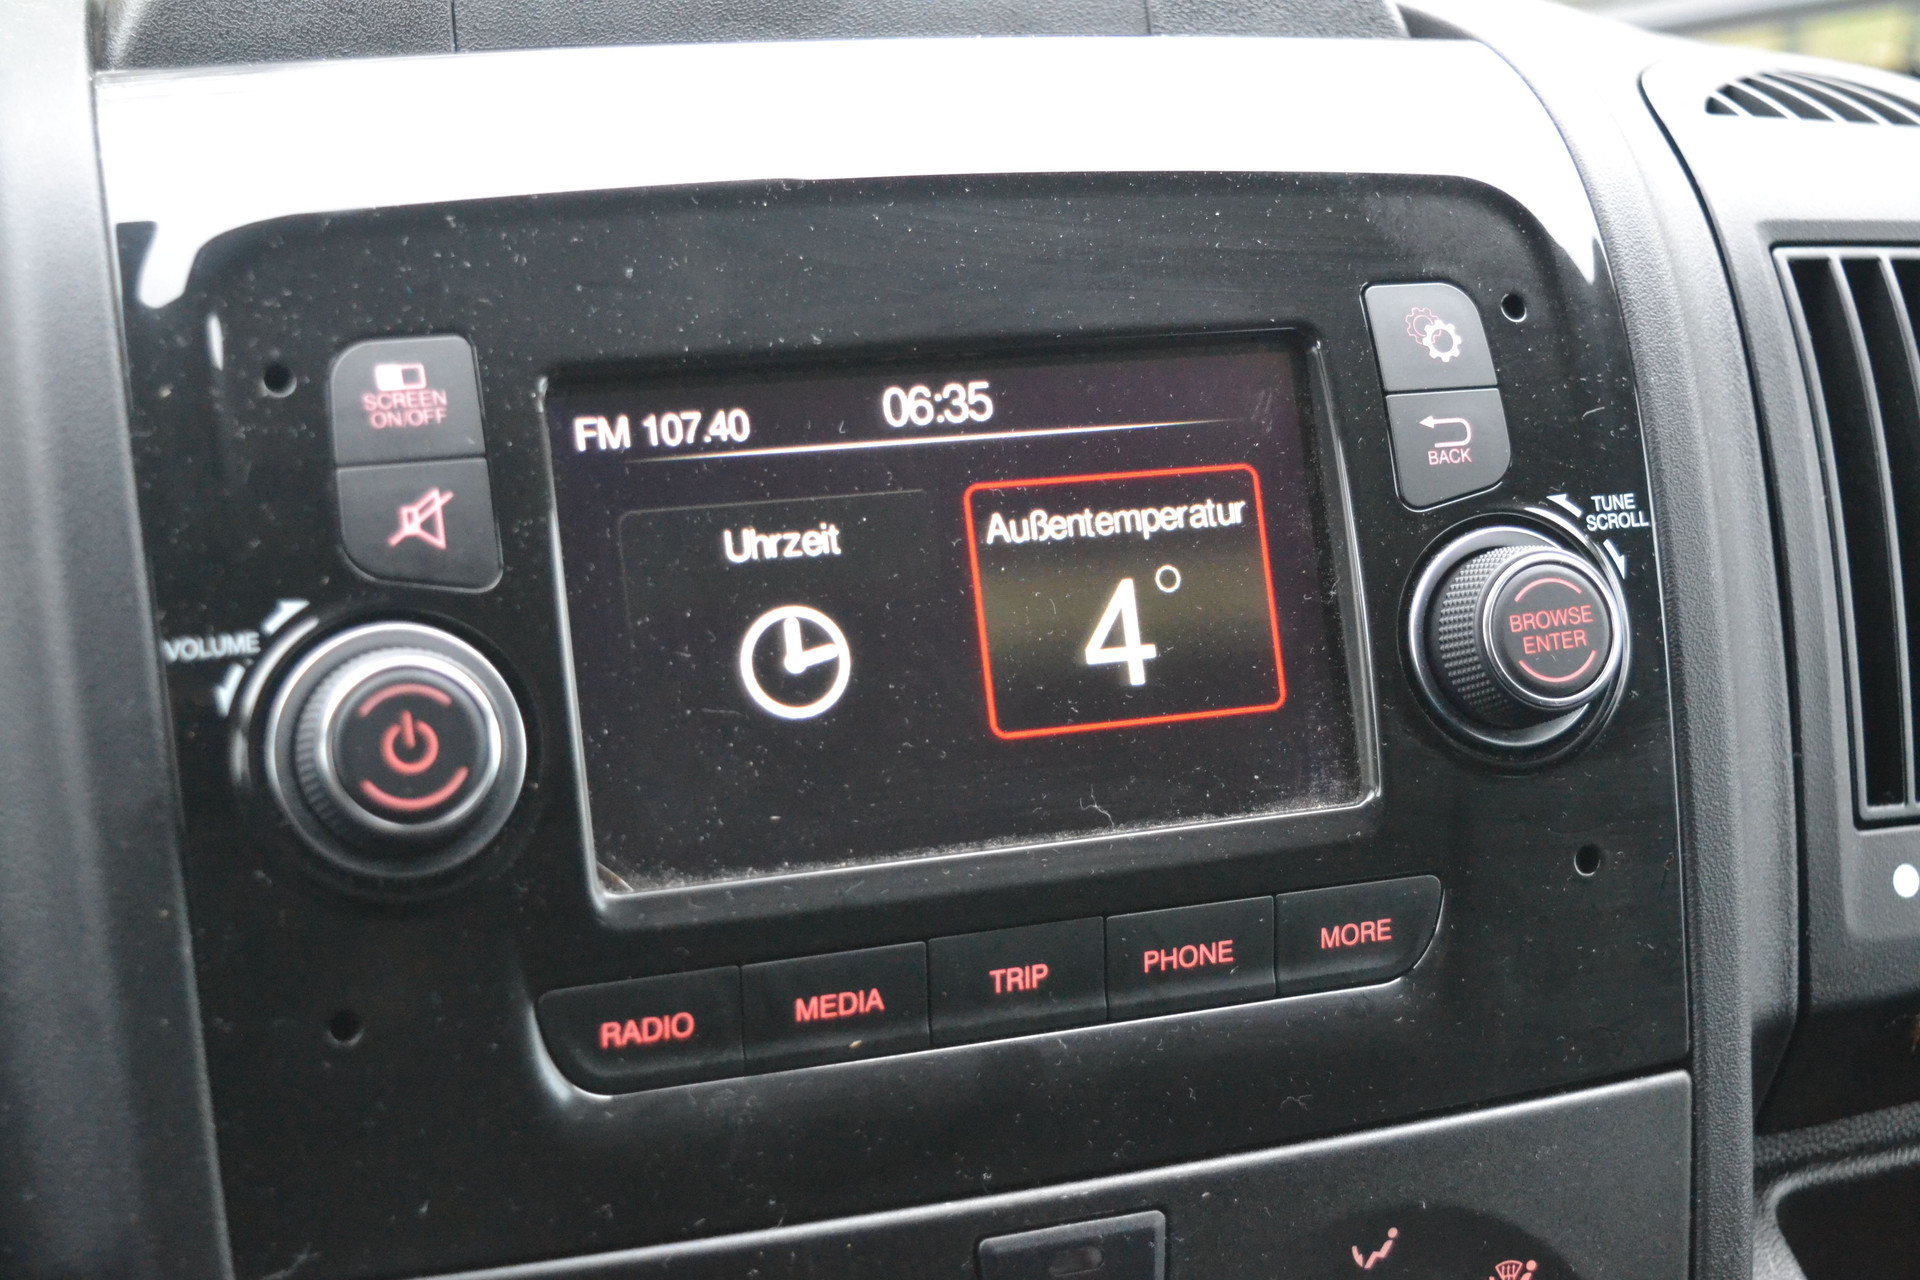 SCREEN
ON/OFF
VOLUME
FM 107.40
06:35
Uhrzeit
Außentemperatur
4°
BACK
TUNE
SCROLL
BROWSE
ENTER
RADIO
MEDIA
TRIP
PHONE
MORE